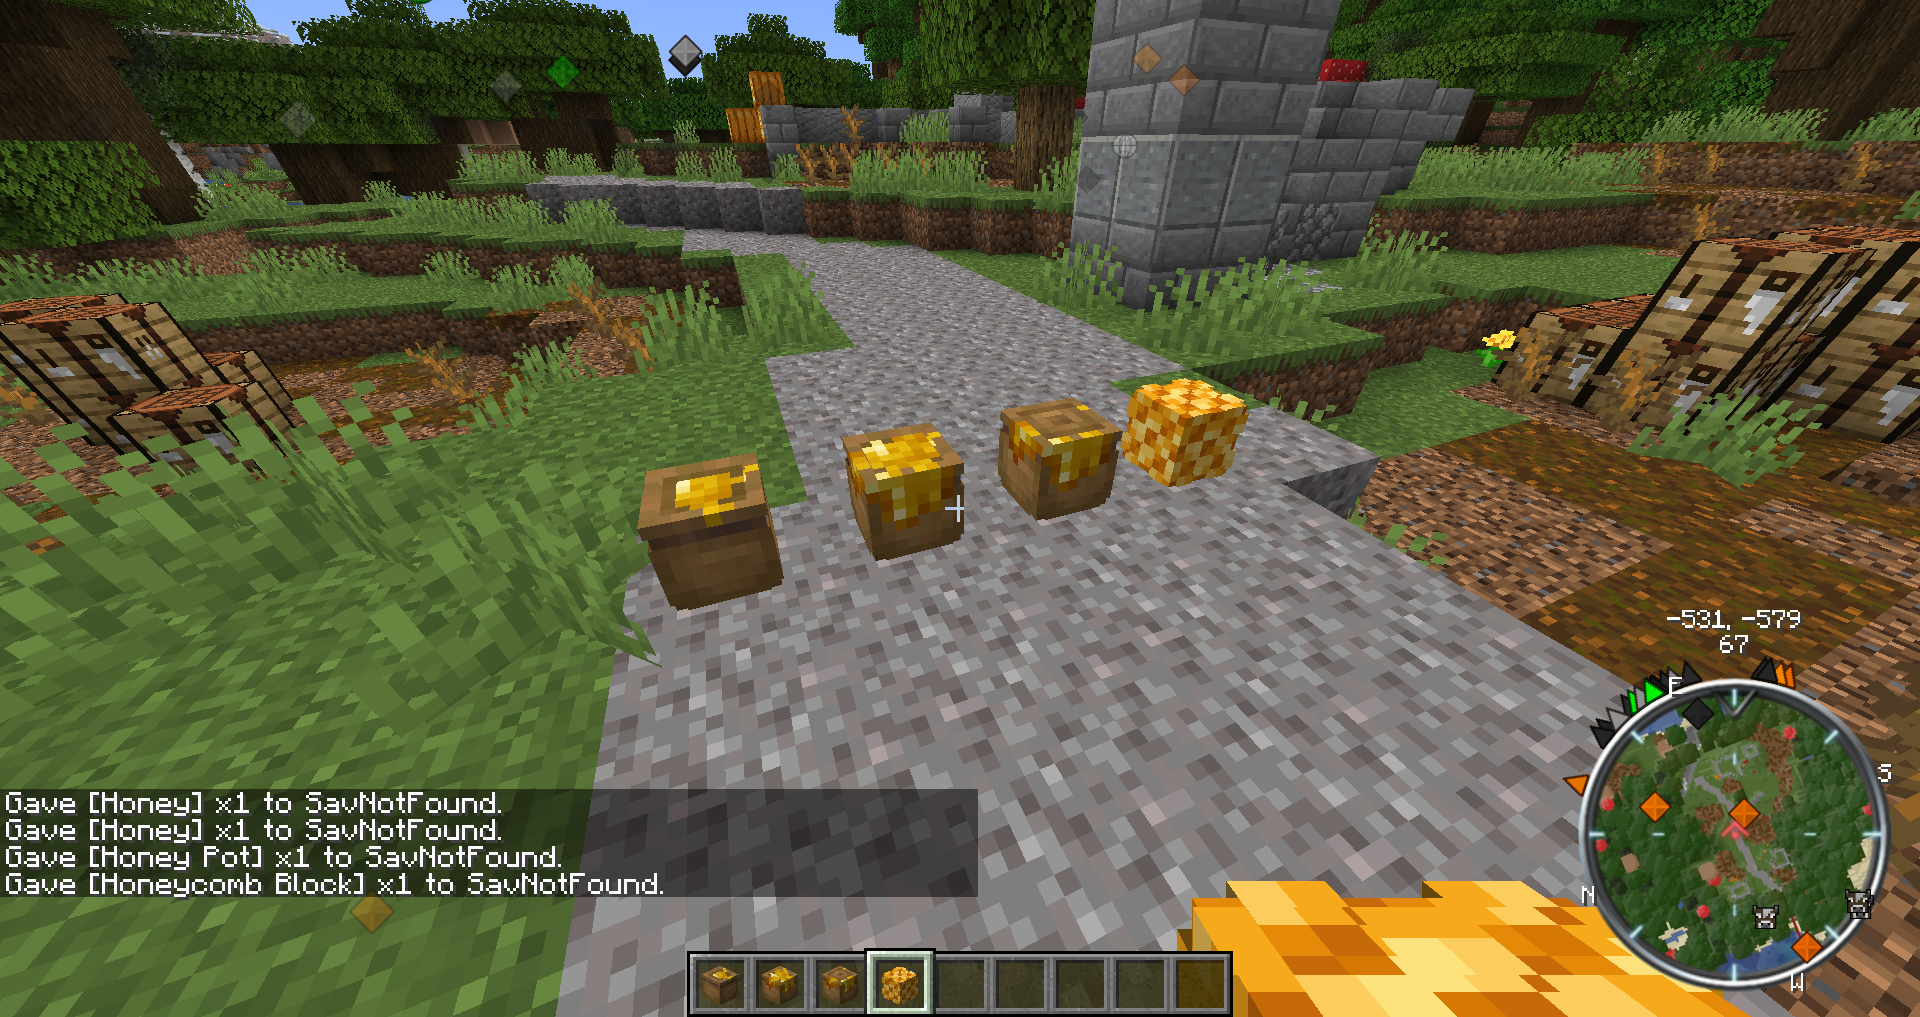 -531, -579
67
E
S
N
W
Gave [Honey] x1 to SavNotFound.
Gave [Honey] x1 to SavNotFound.
Gave [Honey Pot] x1 to SavNotFound.
Gave [Honeycomb Block] x1 to SavNotFound.